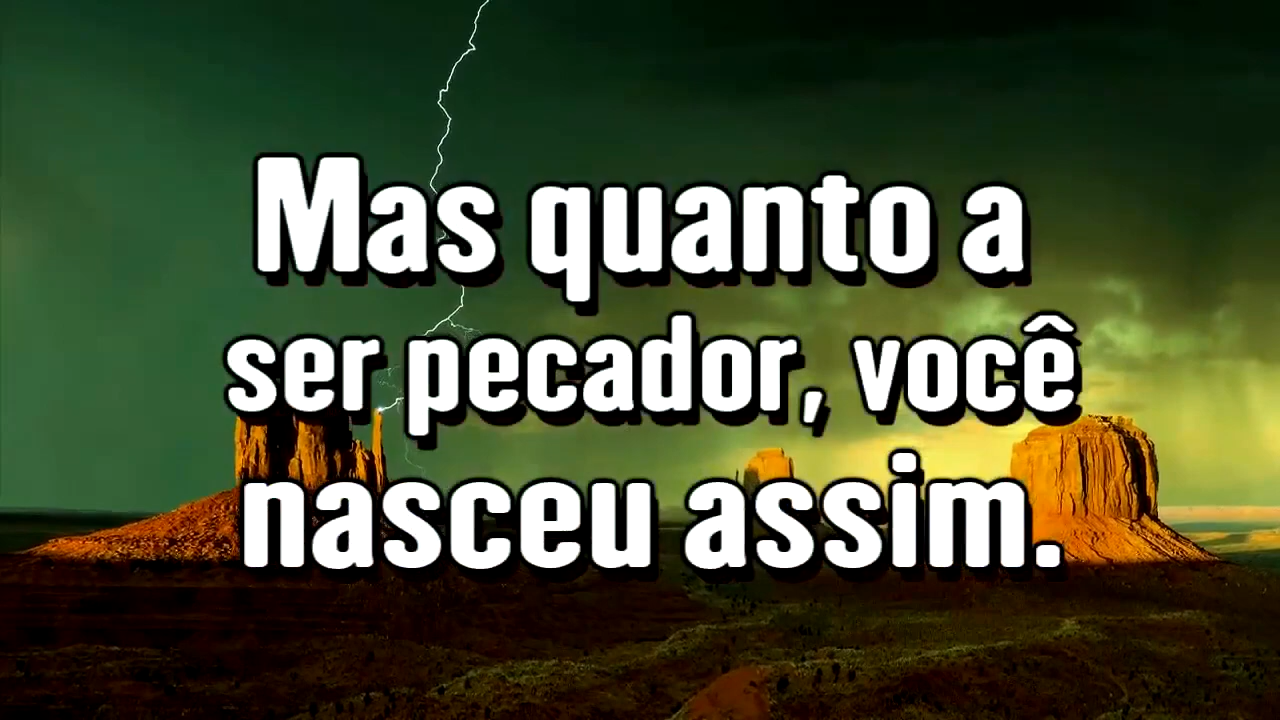 Mas quanto a
ser pecador, você
nasceu assim.